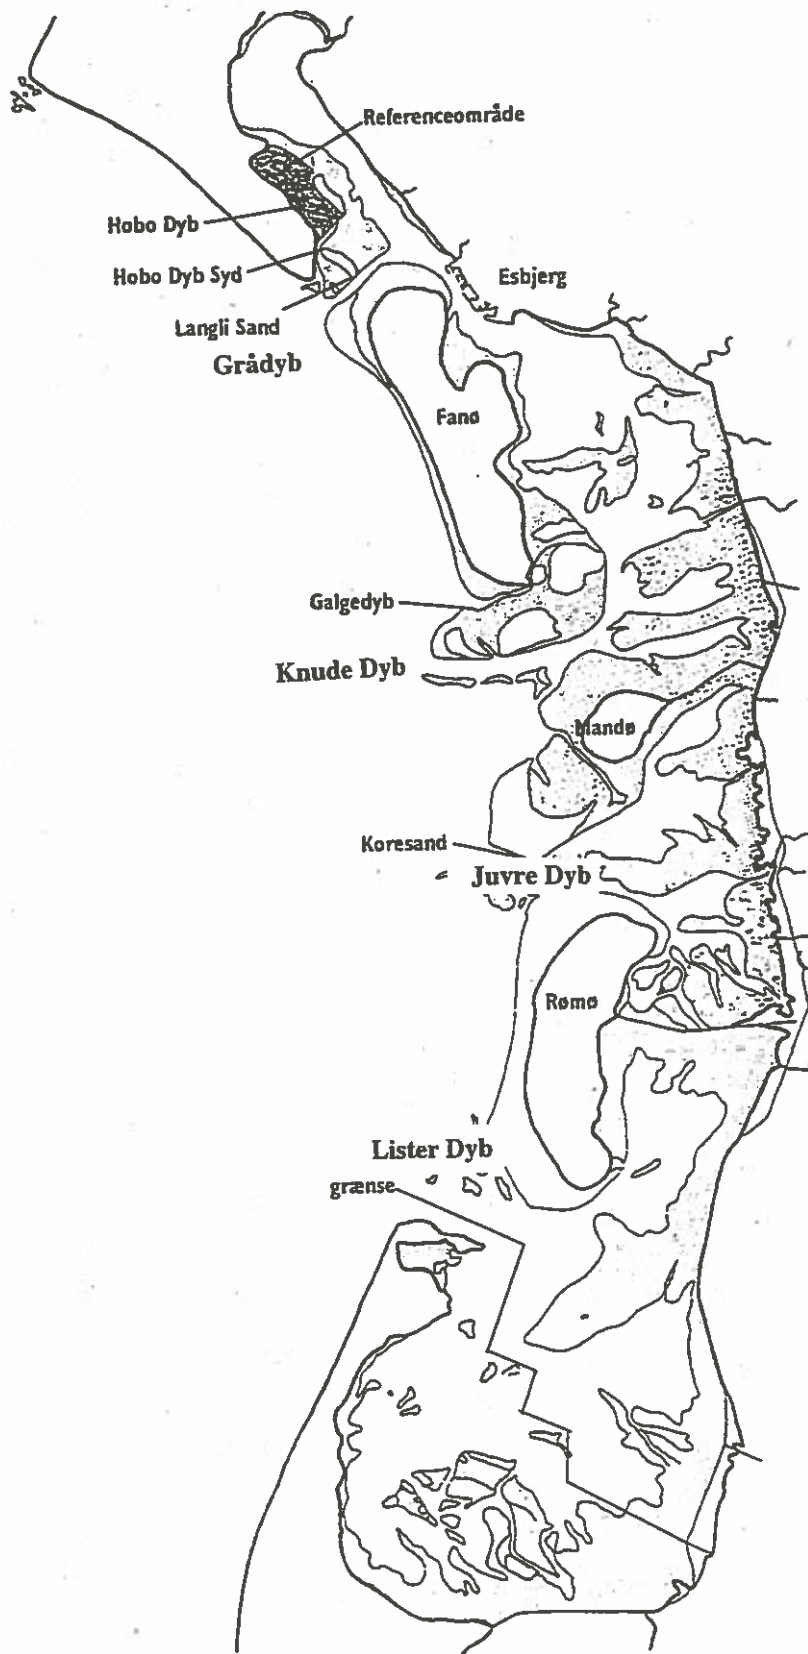 Referenceområde
Hobo Dyb
Hobo Dyb Syd
Esbjerg
Langli Sand
Grådyb
Fanø
Galgedyb
Knude Dyb
Mandø
Koresand
Juvre Dyb
Rømø
Lister Dyb
grænse